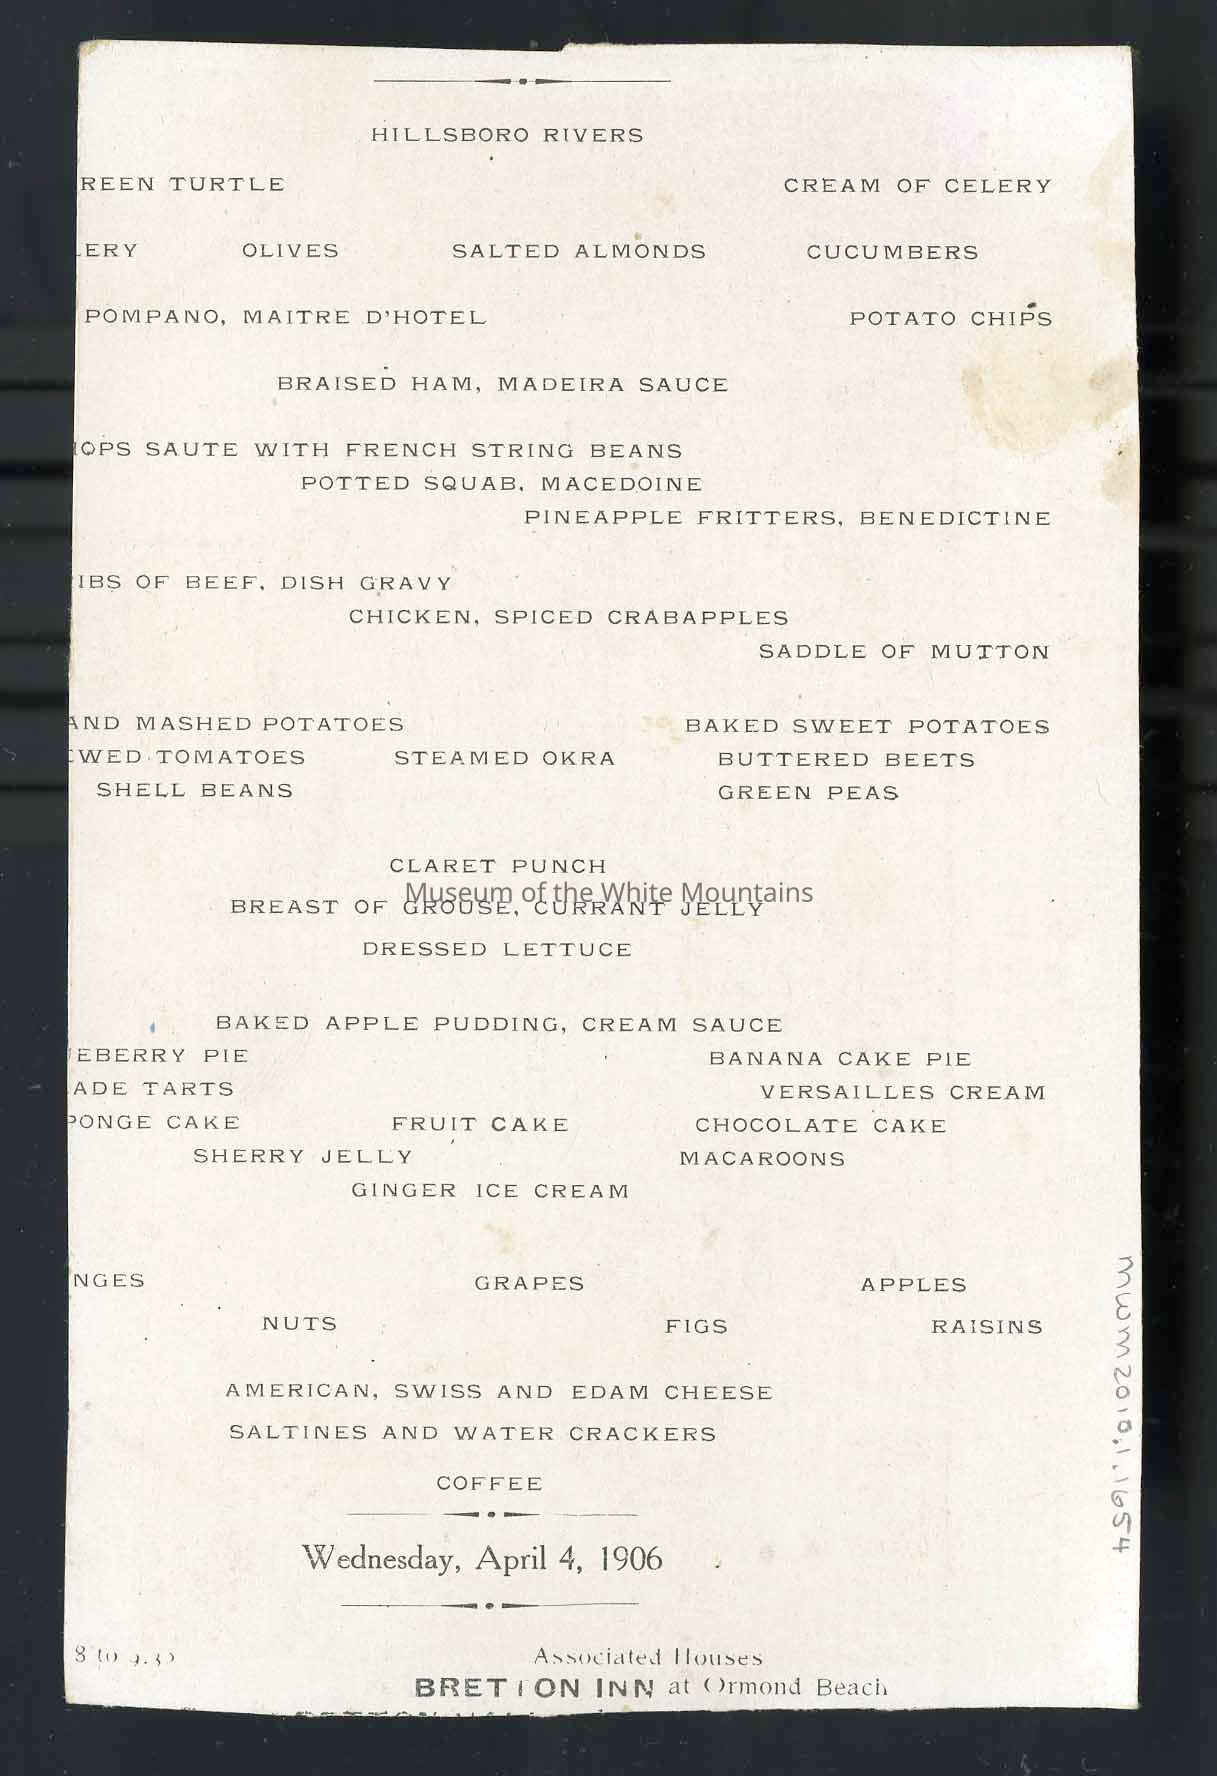 HILLSBORO RIVERS
REEN TURTLE CREAM OF CELERY
ERY OLIVES SALTED ALMONDS CUCUMBERS
POMPANO, MAITRE D'HOTEL POTATO CHIPS
BRAISED HAM, MADEIRA SAUCE
OPS SAUTE WITH FRENCH STRING BEANS
POTTED SQUAB, MACEDOINE
PINEAPPLE FRITTERS, BENEDICTINE
IBS OF BEEF, DISH GRAVY
CHICKEN, SPICED CRABAPPLES
SADDLE OF MUTTON
AND MASHED POTATOES BAKED SWEET POTATOES
EWED TOMATOES STEAMED OKRA BUTTERED BEETS
SHELL BEANS GREEN PEAS
CLARET PUNCH
Museum of the White Mountains
BREAST OF GROUSE, CURRANT JELLY
DRESSED LETTUCE
BAKED APPLE PUDDING, CREAM SAUCE
EBERRY PIE BANANA CAKE PIE
ADE TARTS VERSAILLES CREAM
PONGE CAKE FRUIT CAKE CHOCOLATE CAKE
SHERRY JELLY MACAROONS
GINGER ICE CREAM
NGES GRAPES APPLES
NUTS FIGS RAISINS
AMERICAN, SWISS AND EDAM CHEESE
SALTINES AND WATER CRACKERS
COFFEE
Wednesday, April 4, 1906
8 to 9.30 Associated Houses
BRETTON INN at Ormond Beach
mwm2010.1.1654